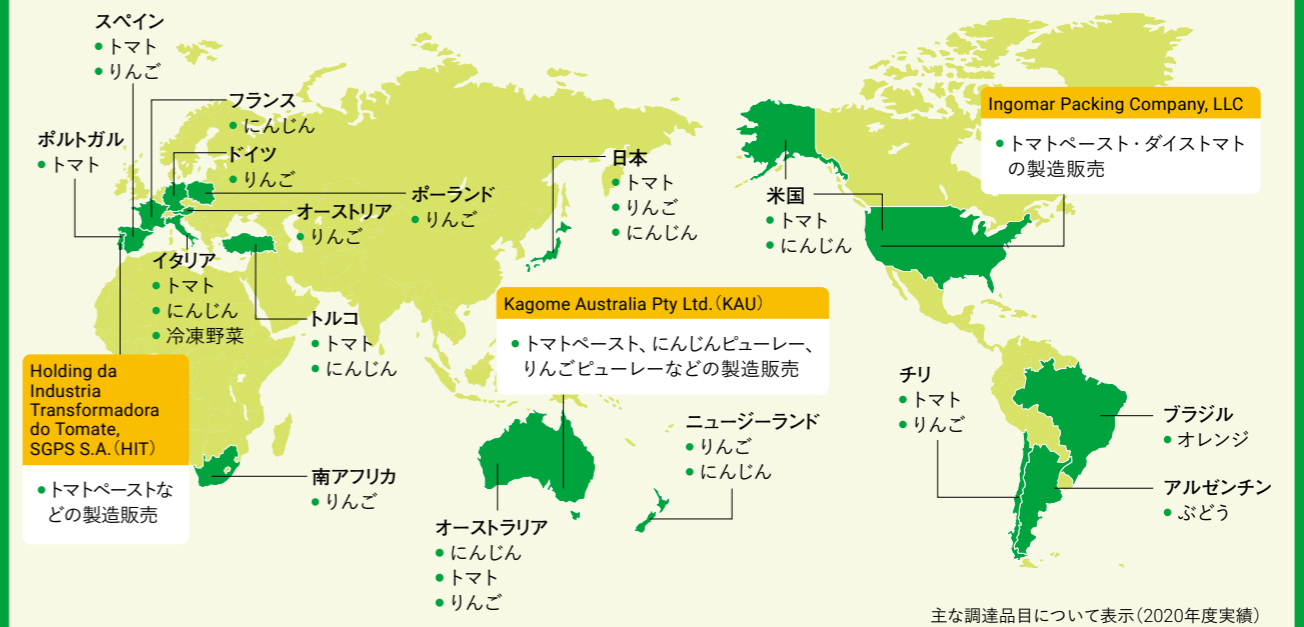 スペイン
• トマト
• りんご
フランス
• にんじん
ポルトガル
• トマト
ドイツ
• りんご
ポーランド
• りんご
オーストリア
• りんご
イタリア
• トマト
• にんじん
• 冷凍野菜
トルコ
• トマト
• にんじん
日本
• トマト
• りんご
• にんじん
米国
• トマト
• にんじん
Ingomar Packing Company, LLC
• トマトペースト・ダイストマト
の製造販売
Kagome Australia Pty Ltd.（KAU）
• トマトペースト、にんじんピューレー、
りんごピューレーなどの製造販売
Holding da
Industria
Transformadora
do Tomate,
SGPS S.A.（HIT）
• トマトペーストな
どの製造販売
南アフリカ
• りんご
オーストラリア
• にんじん
• トマト
• りんご
ニュージーランド
• りんご
• にんじん
チリ
• トマト
• りんご
ブラジル
• オレンジ
アルゼンチン
• ぶどう
主な調達品目について表示（2020年度実績）